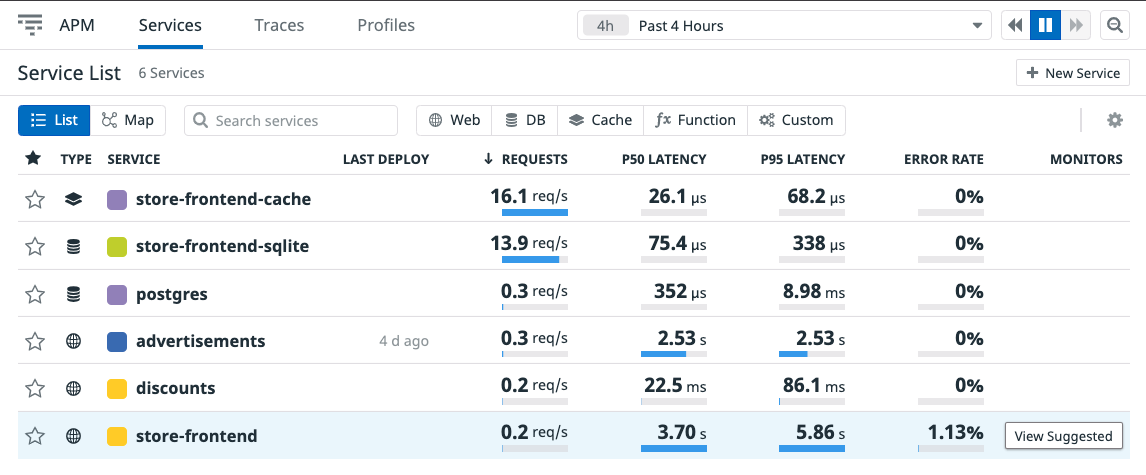 APM Services Traces Profiles 4h Past 4 Hours
Service List 6 Services + New Service
List Map Search services Web DB Cache ƒx Function Custom
TYPE SERVICE LAST DEPLOY ↓ REQUESTS P50 LATENCY P95 LATENCY ERROR RATE MONITORS
store-frontend-cache 16.1 req/s 26.1 µs 68.2 µs 0%
store-frontend-sqlite 13.9 req/s 75.4 µs 338 µs 0%
postgres 0.3 req/s 352 µs 8.98 ms 0%
advertisements 4 d ago 0.3 req/s 2.53 s 2.53 s 0%
discounts 0.2 req/s 22.5 ms 86.1 ms 0%
store-frontend 0.2 req/s 3.70 s 5.86 s 1.13% View Suggested